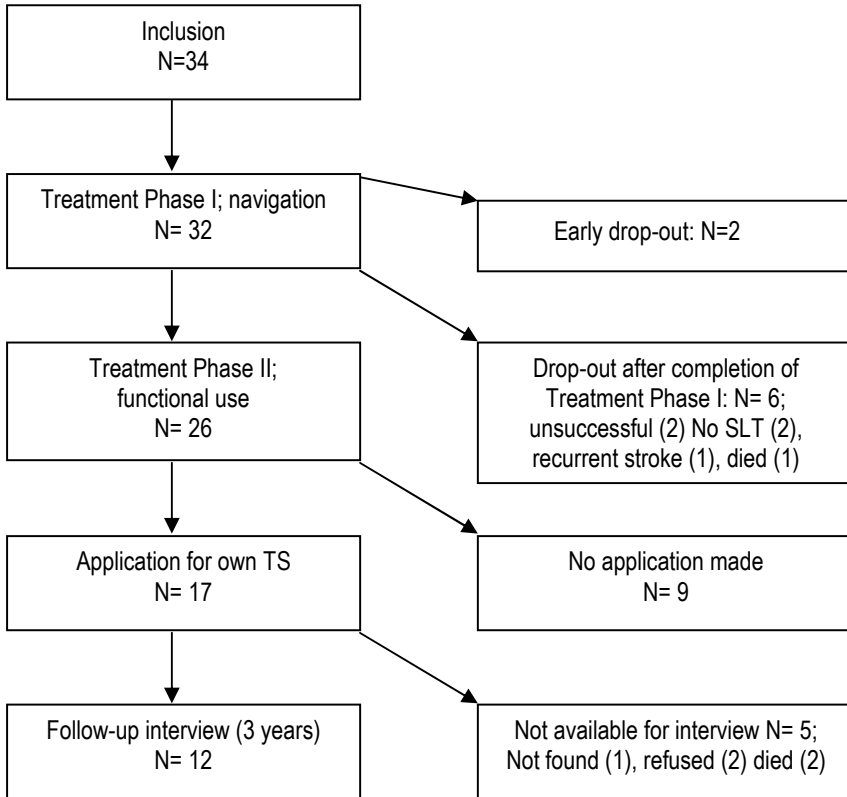 Inclusion
N=34
Treatment Phase I; navigation
N= 32
Early drop-out: N=2
Treatment Phase II;
functional use
N= 26
Drop-out after completion of
Treatment Phase I: N= 6;
unsuccessful (2) No SLT (2),
recurrent stroke (1), died (1)
Application for own TS
N= 17
No application made
N= 9
Follow-up interview (3 years)
N= 12
Not available for interview N= 5;
Not found (1), refused (2) died (2)